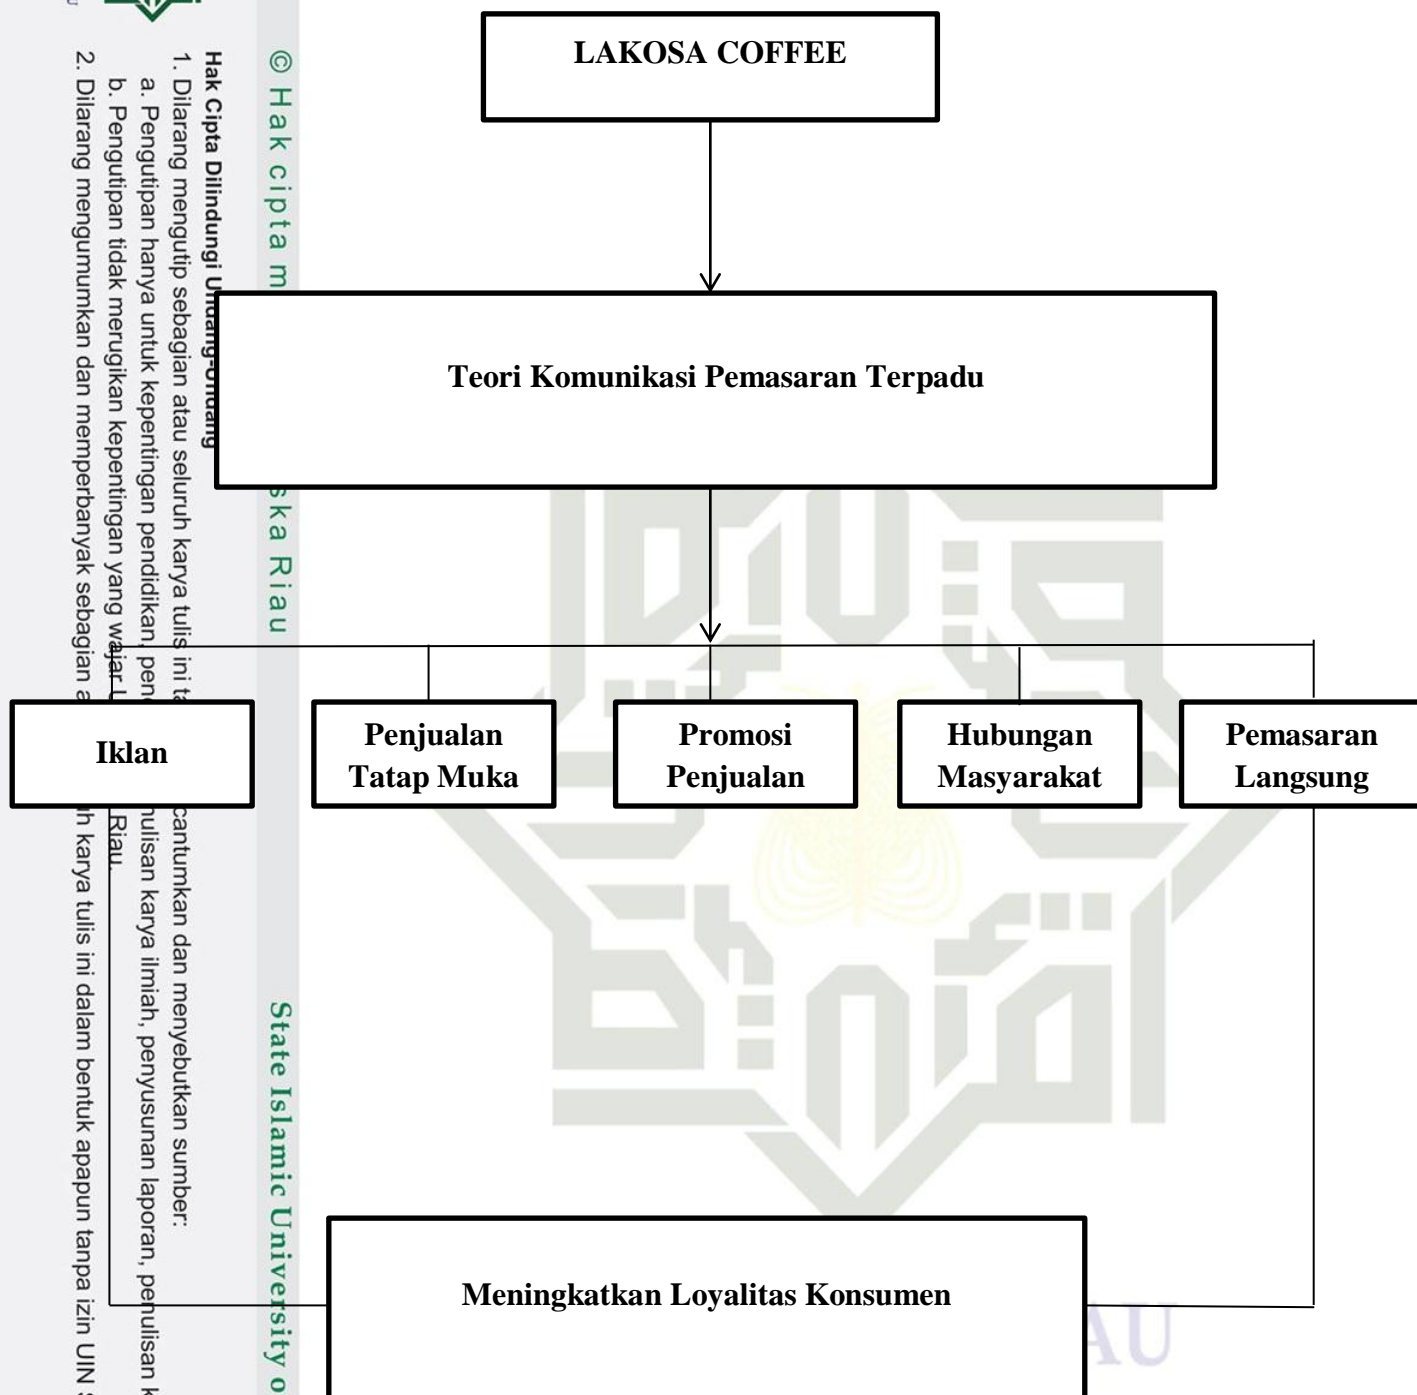 LAKOSA COFFEE
Teori Komunikasi Pemasaran Terpadu
Iklan
Penjualan
Tatap Muka
Promosi
Penjualan
Hubungan
Masyarakat
Pemasaran
Langsung
Meningkatkan Loyalitas Konsumen
© Hak cipta m
ska Riau
State Islamic University o
Hak Cipta Dilindungi Undang-Undang
1. Dilarang mengutip sebagian atau seluruh karya tulis ini ta
cantumkan dan menyebutkan sumber:
a. Pengutipan hanya untuk kepentingan pendidikan, pen
nulisan karya ilmiah, penyusunan laporan, penulisan k
b. Pengutipan tidak merugikan kepentingan yang wajar U
Riau.
2. Dilarang mengumumkan dan memperbanyak sebagian a
uh karya tulis ini dalam bentuk apapun tanpa izin UIN S
AU